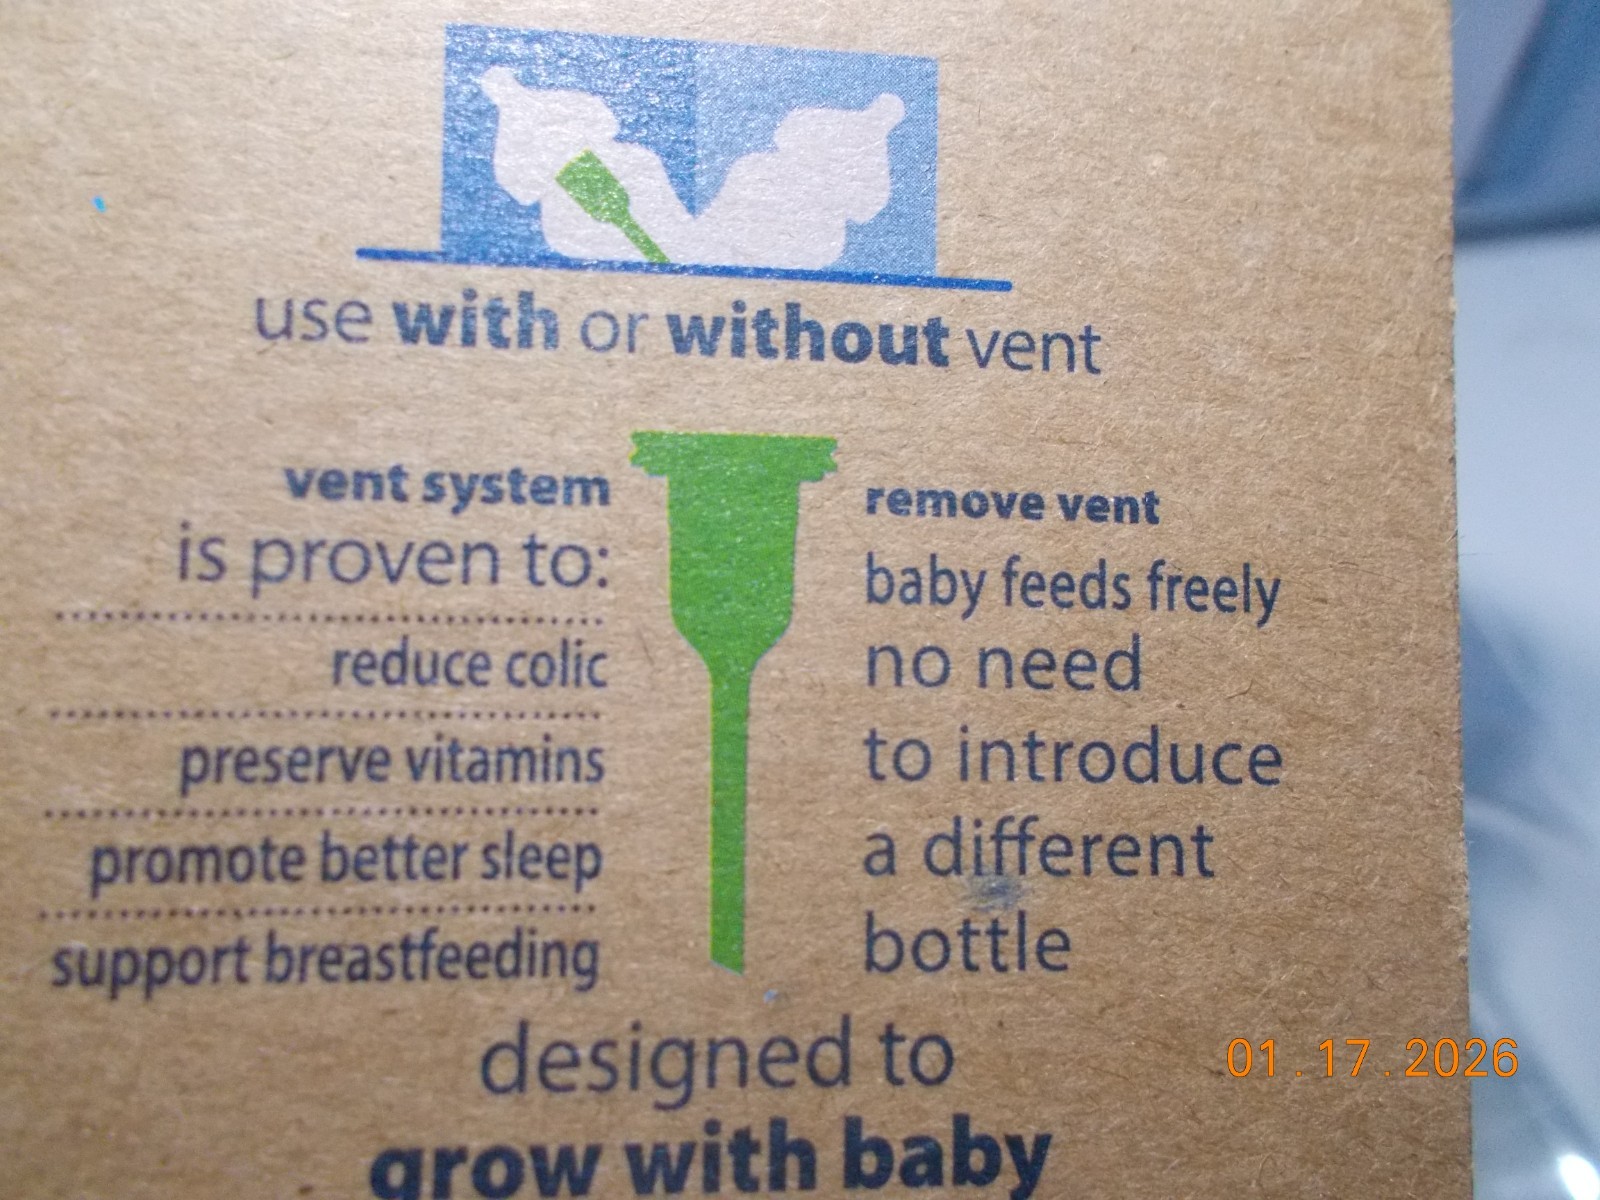 use with or without vent
vent system
is proven to:
reduce colic
preserve vitamins
promote better sleep
support breastfeeding
remove vent
baby feeds freely
no need
to introduce
a different
bottle
designed to
grow with baby
01.17.2026